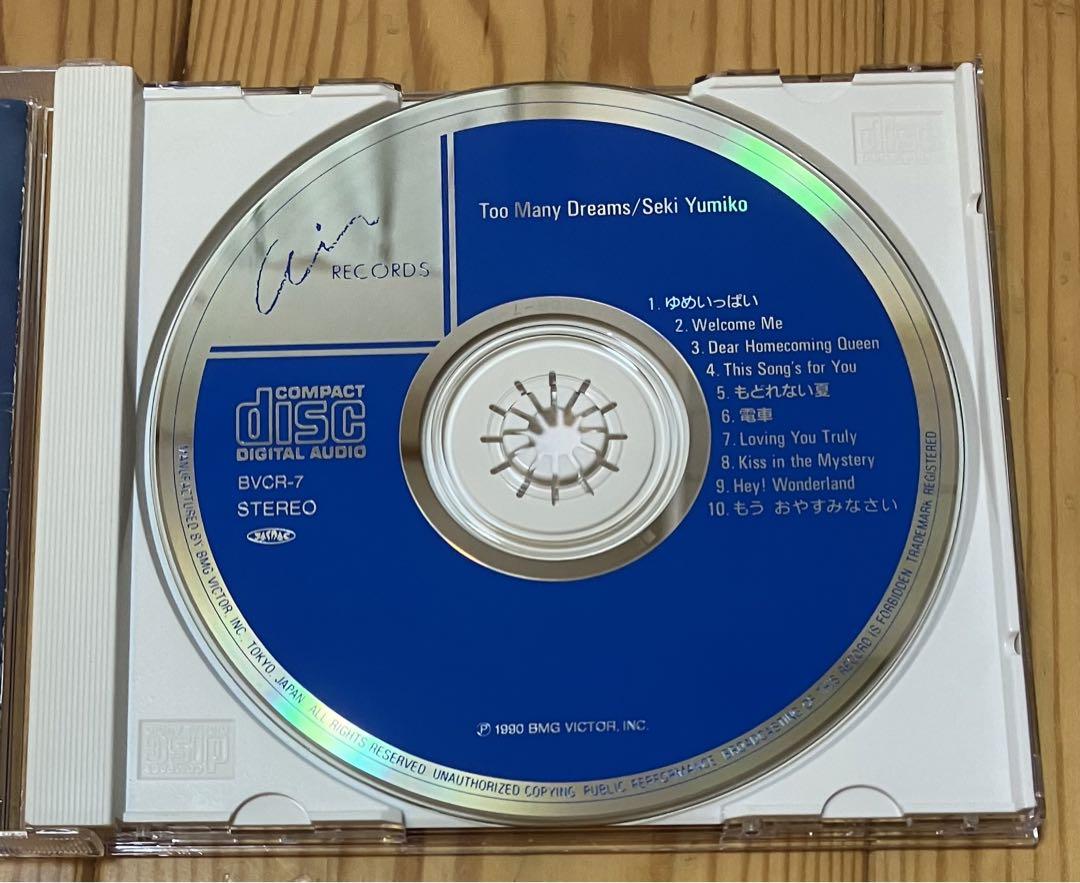 Too Many Dreams/Seki Yumiko
RECORDS
1. ゆめいっぱい
2. Welcome Me
3. Dear Homecoming Queen
4. This Song's for You
5. もどれない夏
6. 電車
7. Loving You Truly
8. Kiss in the Mystery
9. Hey! Wonderland
10. もう おやすみなさい
COMPACT
disc
DIGITAL AUDIO
BVCR-7
STEREO
JASRAC
Ⓟ 1990 BMG VICTOR, INC.
MANUFACTURED BY BMG VICTOR, INC. TOKYO, JAPAN ALL RIGHTS RESERVED UNAUTHORIZED COPYING PUBLIC PERFORMANCE BROADCASTING OF THIS RECORD IS FORBIDDEN TRADEMARK REGISTERED
disc